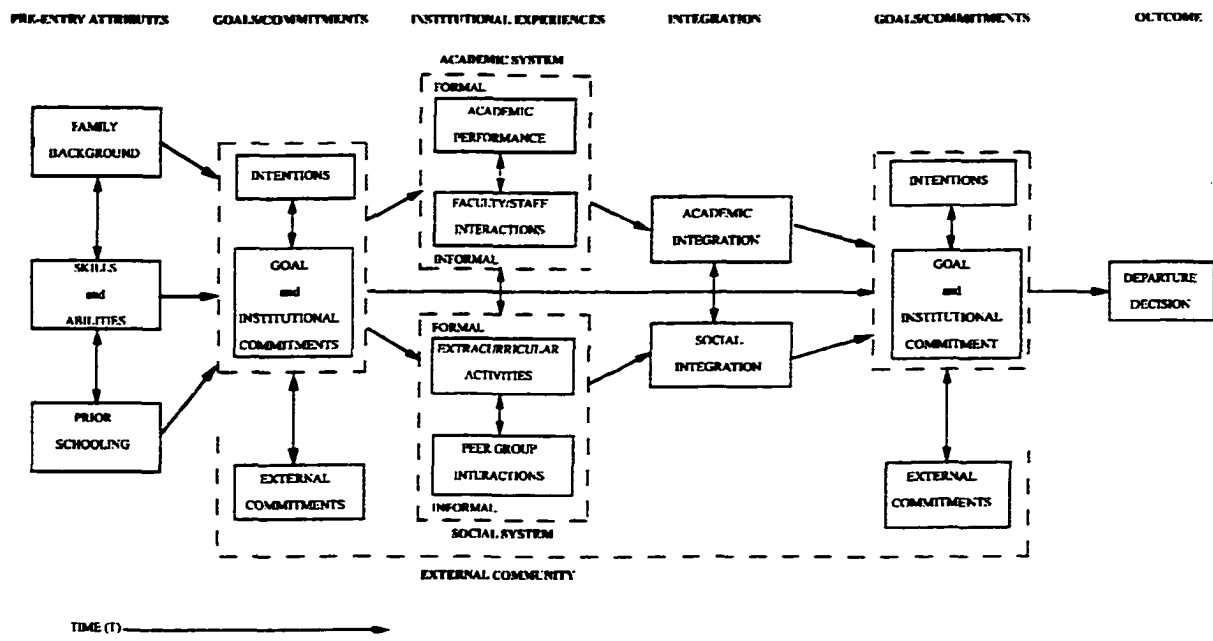 PRE-ENTRY ATTRIBUTES
GOALS/COMMITMENTS
INSTITUTIONAL EXPERIENCES
INTEGRATION
GOALS/COMMITMENTS
OUTCOME
ACADEMIC SYSTEM
FORMAL
ACADEMIC
PERFORMANCE
FACULTY/STAFF
INTERACTIONS
INFORMAL
FAMILY
BACKGROUND
SKILLS
and
ABILITIES
PRIOR
SCHOOLING
INTENTIONS
GOAL
and
INSTITUTIONAL
COMMITMENTS
EXTERNAL
COMMITMENTS
FORMAL
EXTRACURRICULAR
ACTIVITIES
PEER GROUP
INTERACTIONS
INFORMAL
SOCIAL SYSTEM
ACADEMIC
INTEGRATION
SOCIAL
INTEGRATION
INTENTIONS
GOAL
and
INSTITUTIONAL
COMMITMENT
EXTERNAL
COMMITMENTS
DEPARTURE
DECISION
EXTERNAL COMMUNITY
TIME (T)